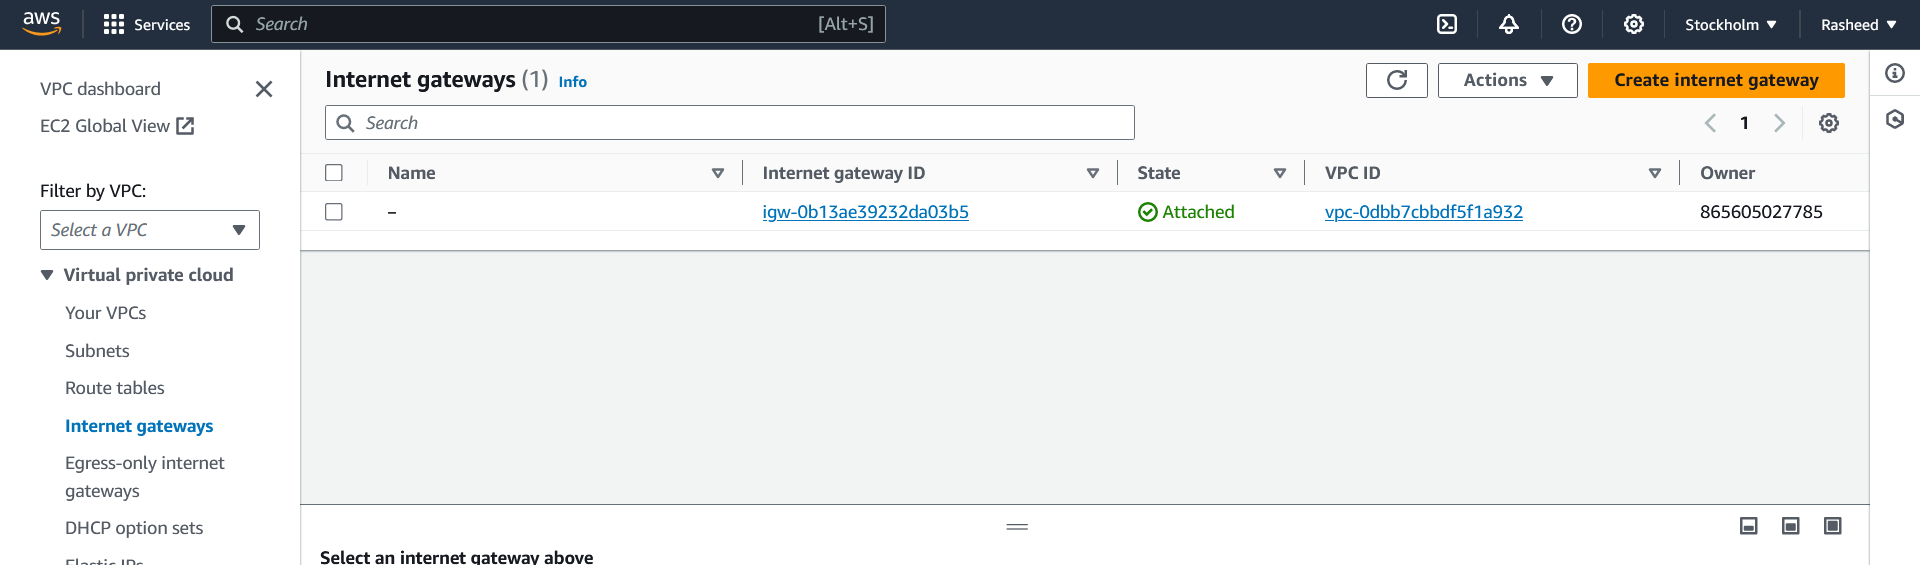 aws
Services
Search
[Alt+S]
Stockholm
Rasheed
VPC dashboard
EC2 Global View
Filter by VPC:
Select a VPC
Virtual private cloud
Your VPCs
Subnets
Route tables
Internet gateways
Egress-only internet
gateways
DHCP option sets
Elastic IPs
Internet gateways (1) Info
Actions
Create internet gateway
Search
1
Name Internet gateway ID State VPC ID Owner
– igw-0b13ae39232da03b5 Attached vpc-0dbb7cbbdf5f1a932 865605027785
Select an internet gateway above